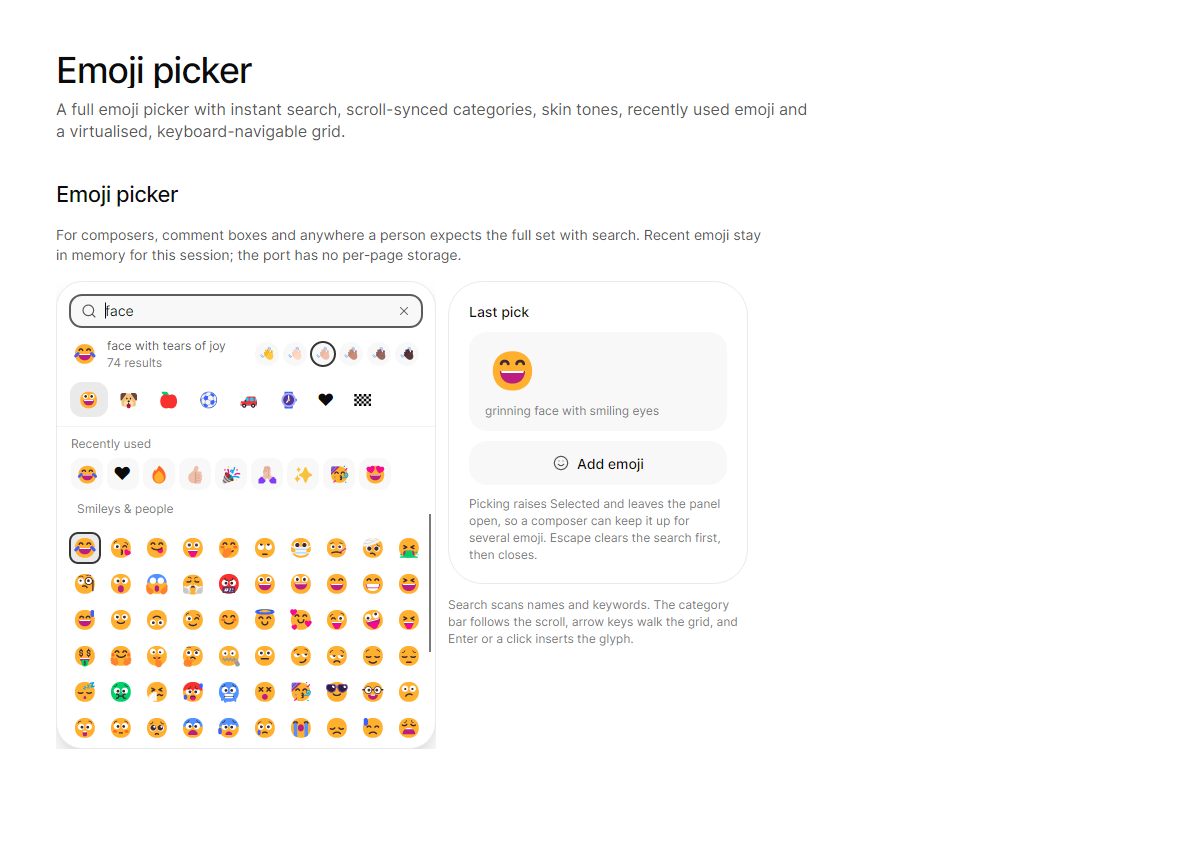 Emoji picker
A full emoji picker with instant search, scroll-synced categories, skin tones, recently used emoji and
a virtualised, keyboard-navigable grid.
Emoji picker
For composers, comment boxes and anywhere a person expects the full set with search. Recent emoji stay
in memory for this session; the port has no per-page storage.
face
face with tears of joy
74 results
Recently used
Smileys & people
Last pick
grinning face with smiling eyes
Add emoji
Picking raises Selected and leaves the panel
open, so a composer can keep it up for
several emoji. Escape clears the search first,
then closes.
Search scans names and keywords. The category
bar follows the scroll, arrow keys walk the grid, and
Enter or a click inserts the glyph.